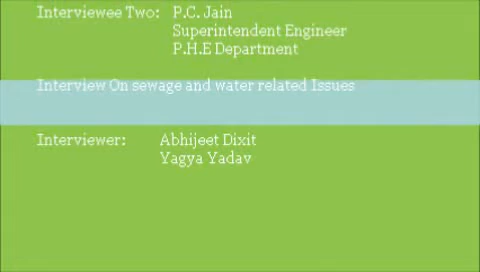 Interviewee Two: P.C. Jain
Superintendent Engineer
P.H.E Department
Interview On sewage and water related Issues
Interviewer: Abhijeet Dixit
Yagya Yadav